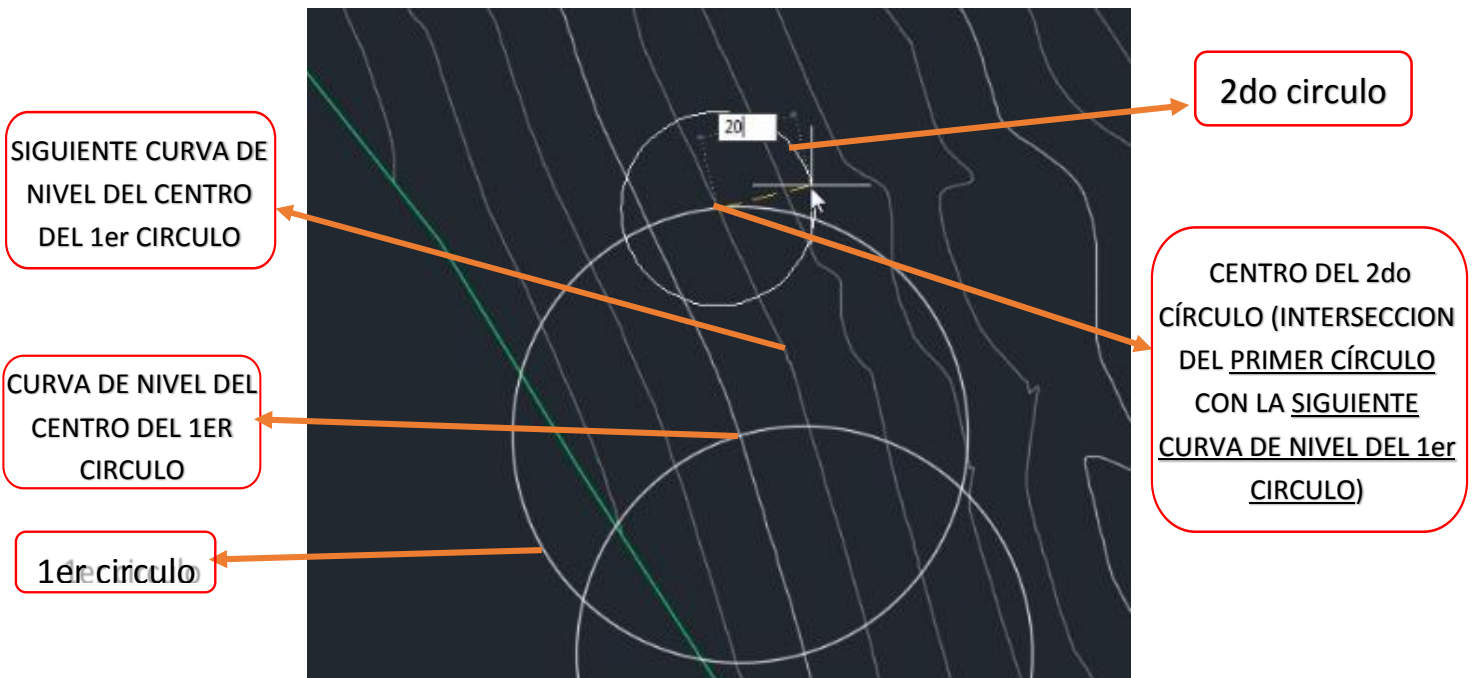 SIGUIENTE CURVA DE
NIVEL DEL CENTRO
DEL 1er CIRCULO
CURVA DE NIVEL DEL
CENTRO DEL 1ER
CIRCULO
1er circulo
20
2do circulo
CENTRO DEL 2do
CÍRCULO (INTERSECCION
DEL PRIMER CÍRCULO
CON LA SIGUIENTE
CURVA DE NIVEL DEL 1er
CIRCULO)